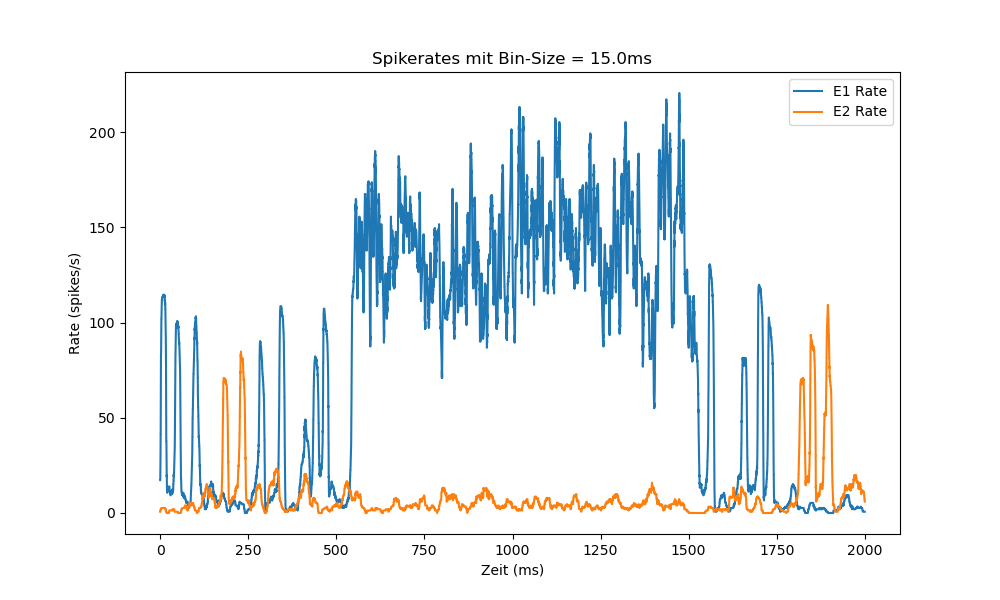 Spikerates mit Bin-Size = 15.0ms
E1 Rate
E2 Rate
Rate (spikes/s)
200
150
100
50
0
0 250 500 750 1000 1250 1500 1750 2000
Zeit (ms)